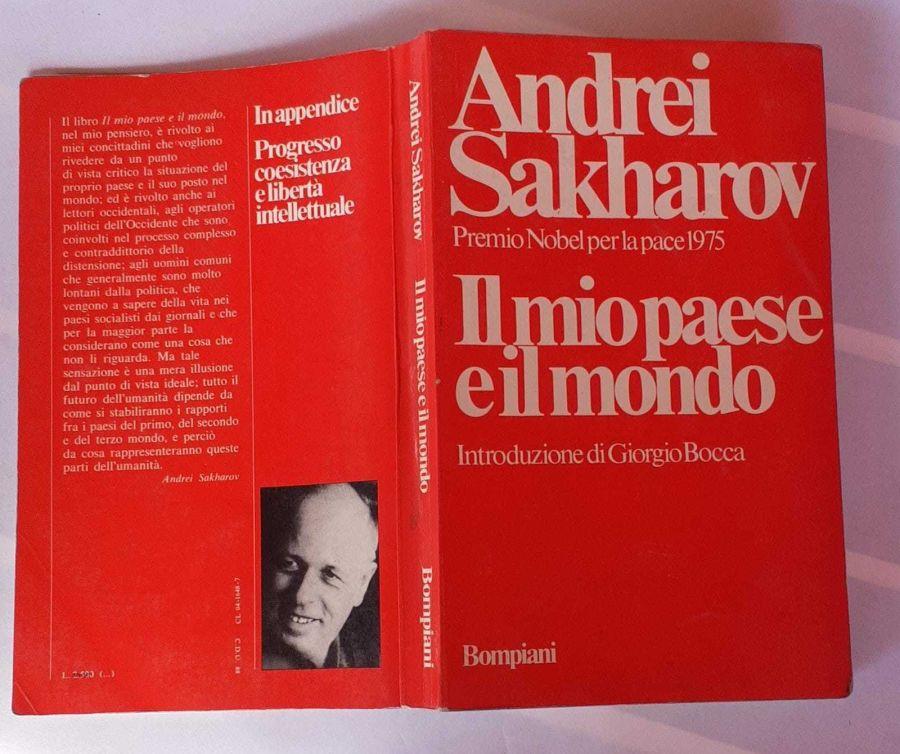 Il libro Il mio paese e il mondo,
nel mio pensiero, è rivolto ai
miei concittadini che vogliono
rivedere da un punto
di vista critico la situazione del
proprio paese e il suo posto nel
mondo; ed è rivolto anche ai
lettori occidentali, agli operatori
politici dell'Occidente che sono
coinvolti nel processo complesso
e contraddittorio della
distensione; agli uomini comuni
che generalmente sono molto
lontani dalla politica, che
vengono a sapere della vita nei
paesi socialisti dai giornali e che
per la maggior parte la
considerano come una cosa che
non li riguarda. Ma tale
sensazione è una mera illusione
dal punto di vista ideale; tutto il
futuro dell'umanità dipende da
come si stabiliranno i rapporti
fra i paesi del primo, del secondo
e del terzo mondo, e perciò
da cosa rappresenteranno queste
parti dell'umanità.
Andrei Sakharov
L. 2.500 (...)
CL 04-1648-7 C.D.U. 88
In appendice
Progresso
coesistenza
e libertà
intellettuale
Andrei Sakharov Il mio paese e il mondo Bompiani
Andrei
Sakharov
Premio Nobel per la pace 1975
Il mio paese
e il mondo
Introduzione di Giorgio Bocca
Bompiani